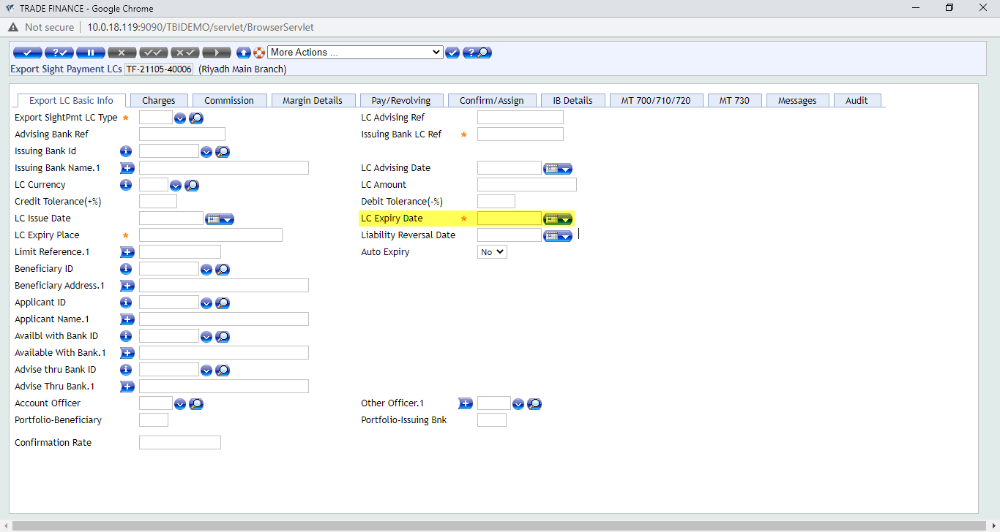 TRADE FINANCE - Google Chrome
Not secure 10.0.18.119:9090/TBIDEMO/servlet/BrowserServlet
More Actions ...
Export Sight Payment LCs TF-21105-40006 (Riyadh Main Branch)
Export LC Basic Info Charges Commission Margin Details Pay/Revolving Confirm/Assign IB Details MT 700/710/720 MT 730 Messages Audit
Export SightPmt LC Type * LC Advising Ref
Advising Bank Ref Issuing Bank LC Ref *
Issuing Bank Id
Issuing Bank Name.1 LC Advising Date
LC Currency LC Amount
Credit Tolerance(+%) Debit Tolerance(-%)
LC Issue Date LC Expiry Date *
LC Expiry Place * Liability Reversal Date
Limit Reference.1 Auto Expiry No
Beneficiary ID
Beneficiary Address.1
Applicant ID
Applicant Name.1
Availbl with Bank ID
Available With Bank.1
Advise thru Bank ID
Advise Thru Bank.1
Account Officer Other Officer.1
Portfolio-Beneficiary Portfolio-Issuing Bnk
Confirmation Rate